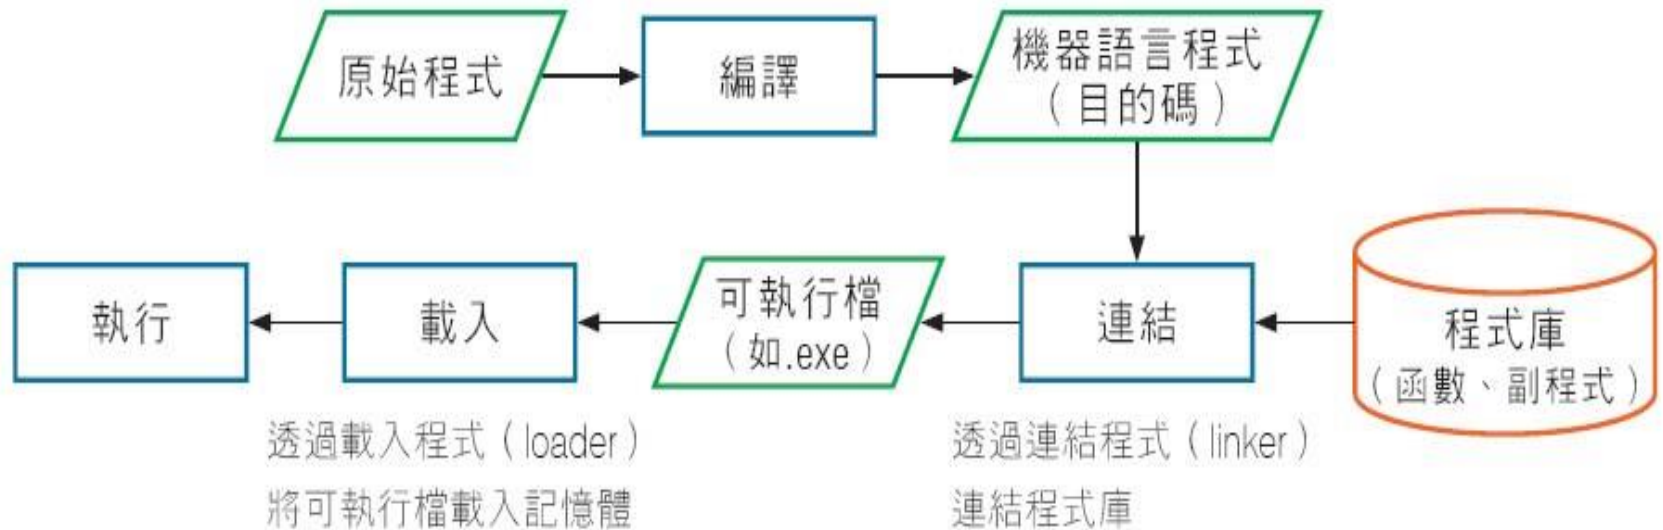 原始程式
編譯
機器語言程式
（目的碼）
程式庫
（函數、副程式）
連結
可執行檔
（如.exe）
載入
執行
透過連結程式（linker）
連結程式庫
透過載入程式（loader）
將可執行檔載入記憶體